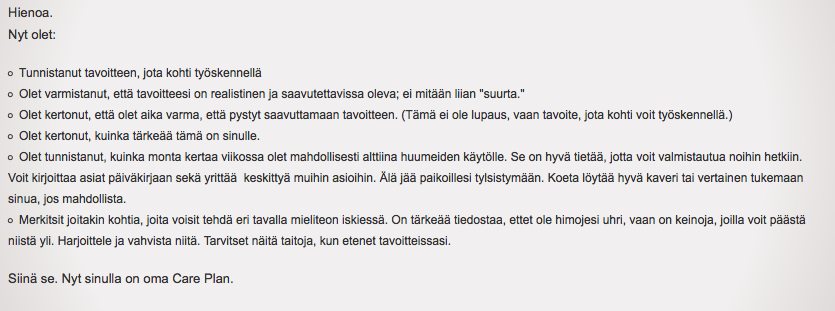 Hienoa.
Nyt olet:
◦ Tunnistanut tavoitteen, jota kohti työskennellä
◦ Olet varmistanut, että tavoitteesi on realistinen ja saavutettavissa oleva; ei mitään liian "suurta."
◦ Olet kertonut, että olet aika varma, että pystyt saavuttamaan tavoitteen. (Tämä ei ole lupaus, vaan tavoite, jota kohti voit työskennellä.)
◦ Olet kertonut, kuinka tärkeää tämä on sinulle.
◦ Olet tunnistanut, kuinka monta kertaa viikossa olet mahdollisesti alttiina huumeiden käytölle. Se on hyvä tietää, jotta voit valmistautua noihin hetkiin.
Voit kirjoittaa asiat päiväkirjaan sekä yrittää keskittyä muihin asioihin. Älä jää paikoillesi tylsistymään. Koeta löytää hyvä kaveri tai vertainen tukemaan
sinua, jos mahdollista.
◦ Merkitsit joitakin kohtia, joita voisit tehdä eri tavalla mieliteon iskiessä. On tärkeää tiedostaa, ettet ole himojesi uhri, vaan on keinoja, joilla voit päästä
niistä yli. Harjoittele ja vahvista niitä. Tarvitset näitä taitoja, kun etenet tavoitteissasi.
Siinä se. Nyt sinulla on oma Care Plan.